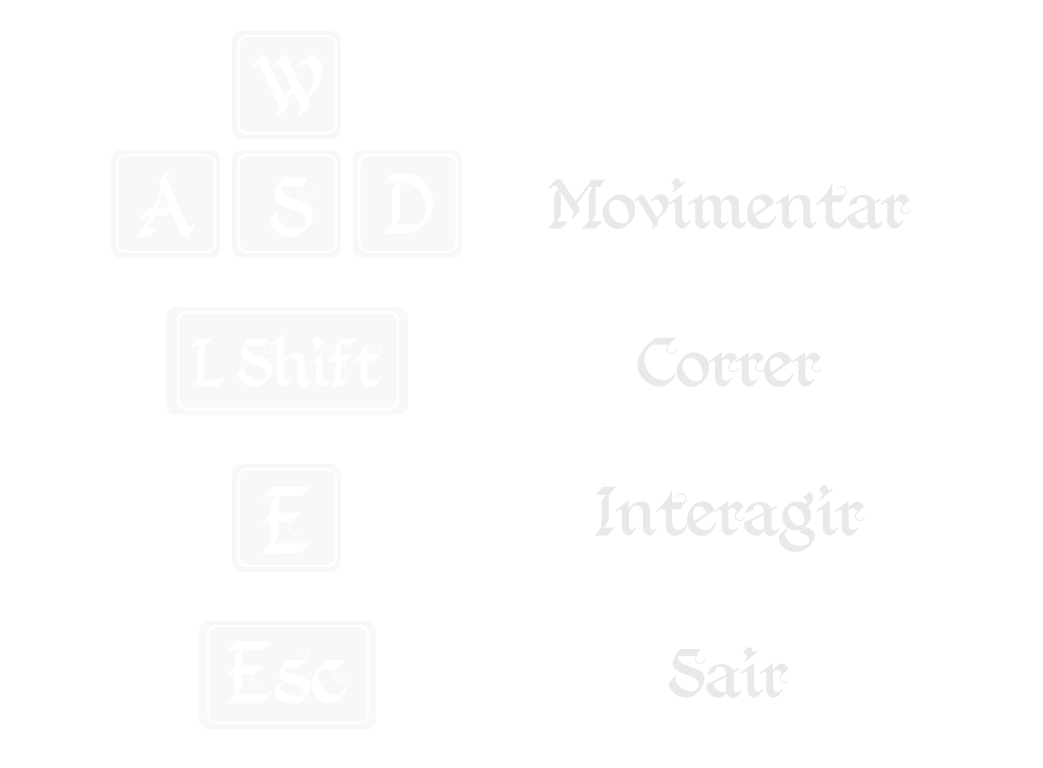 W
A S D Movimentar
L Shift Correr
E Interagir
Esc Sair